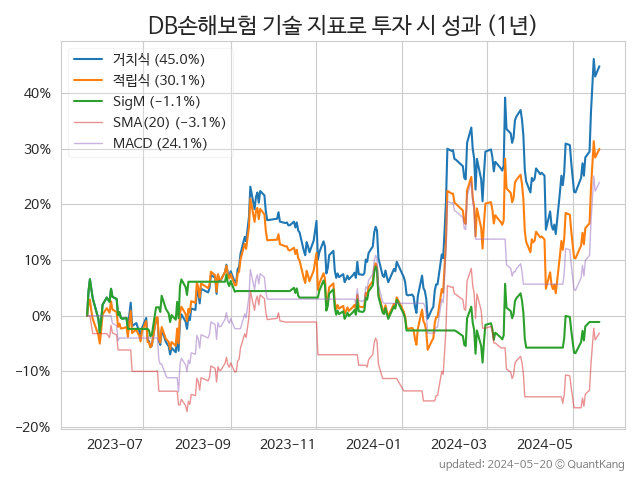 DB손해보험 기술 지표로 투자 시 성과 (1년)
거치식 (45.0%)
적립식 (30.1%)
SigM (−1.1%)
SMA(20) (−3.1%)
MACD (24.1%)
40%
30%
20%
10%
0%
−10%
−20%
2023−07 2023−09 2023−11 2024−01 2024−03 2024−05
updated: 2024−05−20 © QuantKang